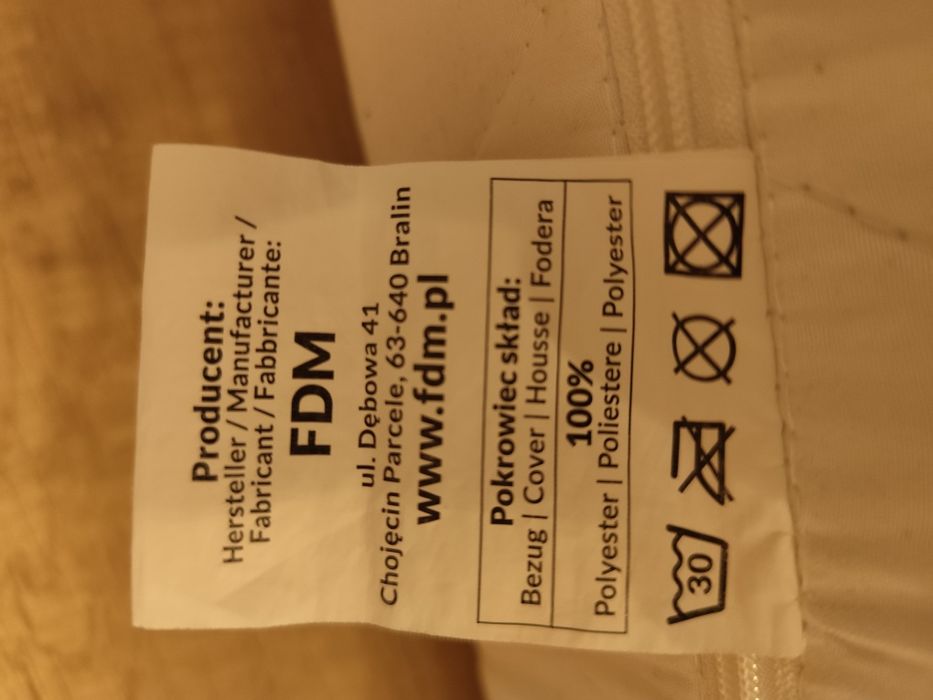 Producent:
Hersteller / Manufacturer /
Fabricant / Fabbricante:
FDM
ul. Dębowa 41
Chojęcin Parcele, 63-640 Bralin
www.fdm.pl
Pokrowiec skład:
Bezug | Cover | Housse | Fodera
100%
Polyester | Poliestere | Polyester
30